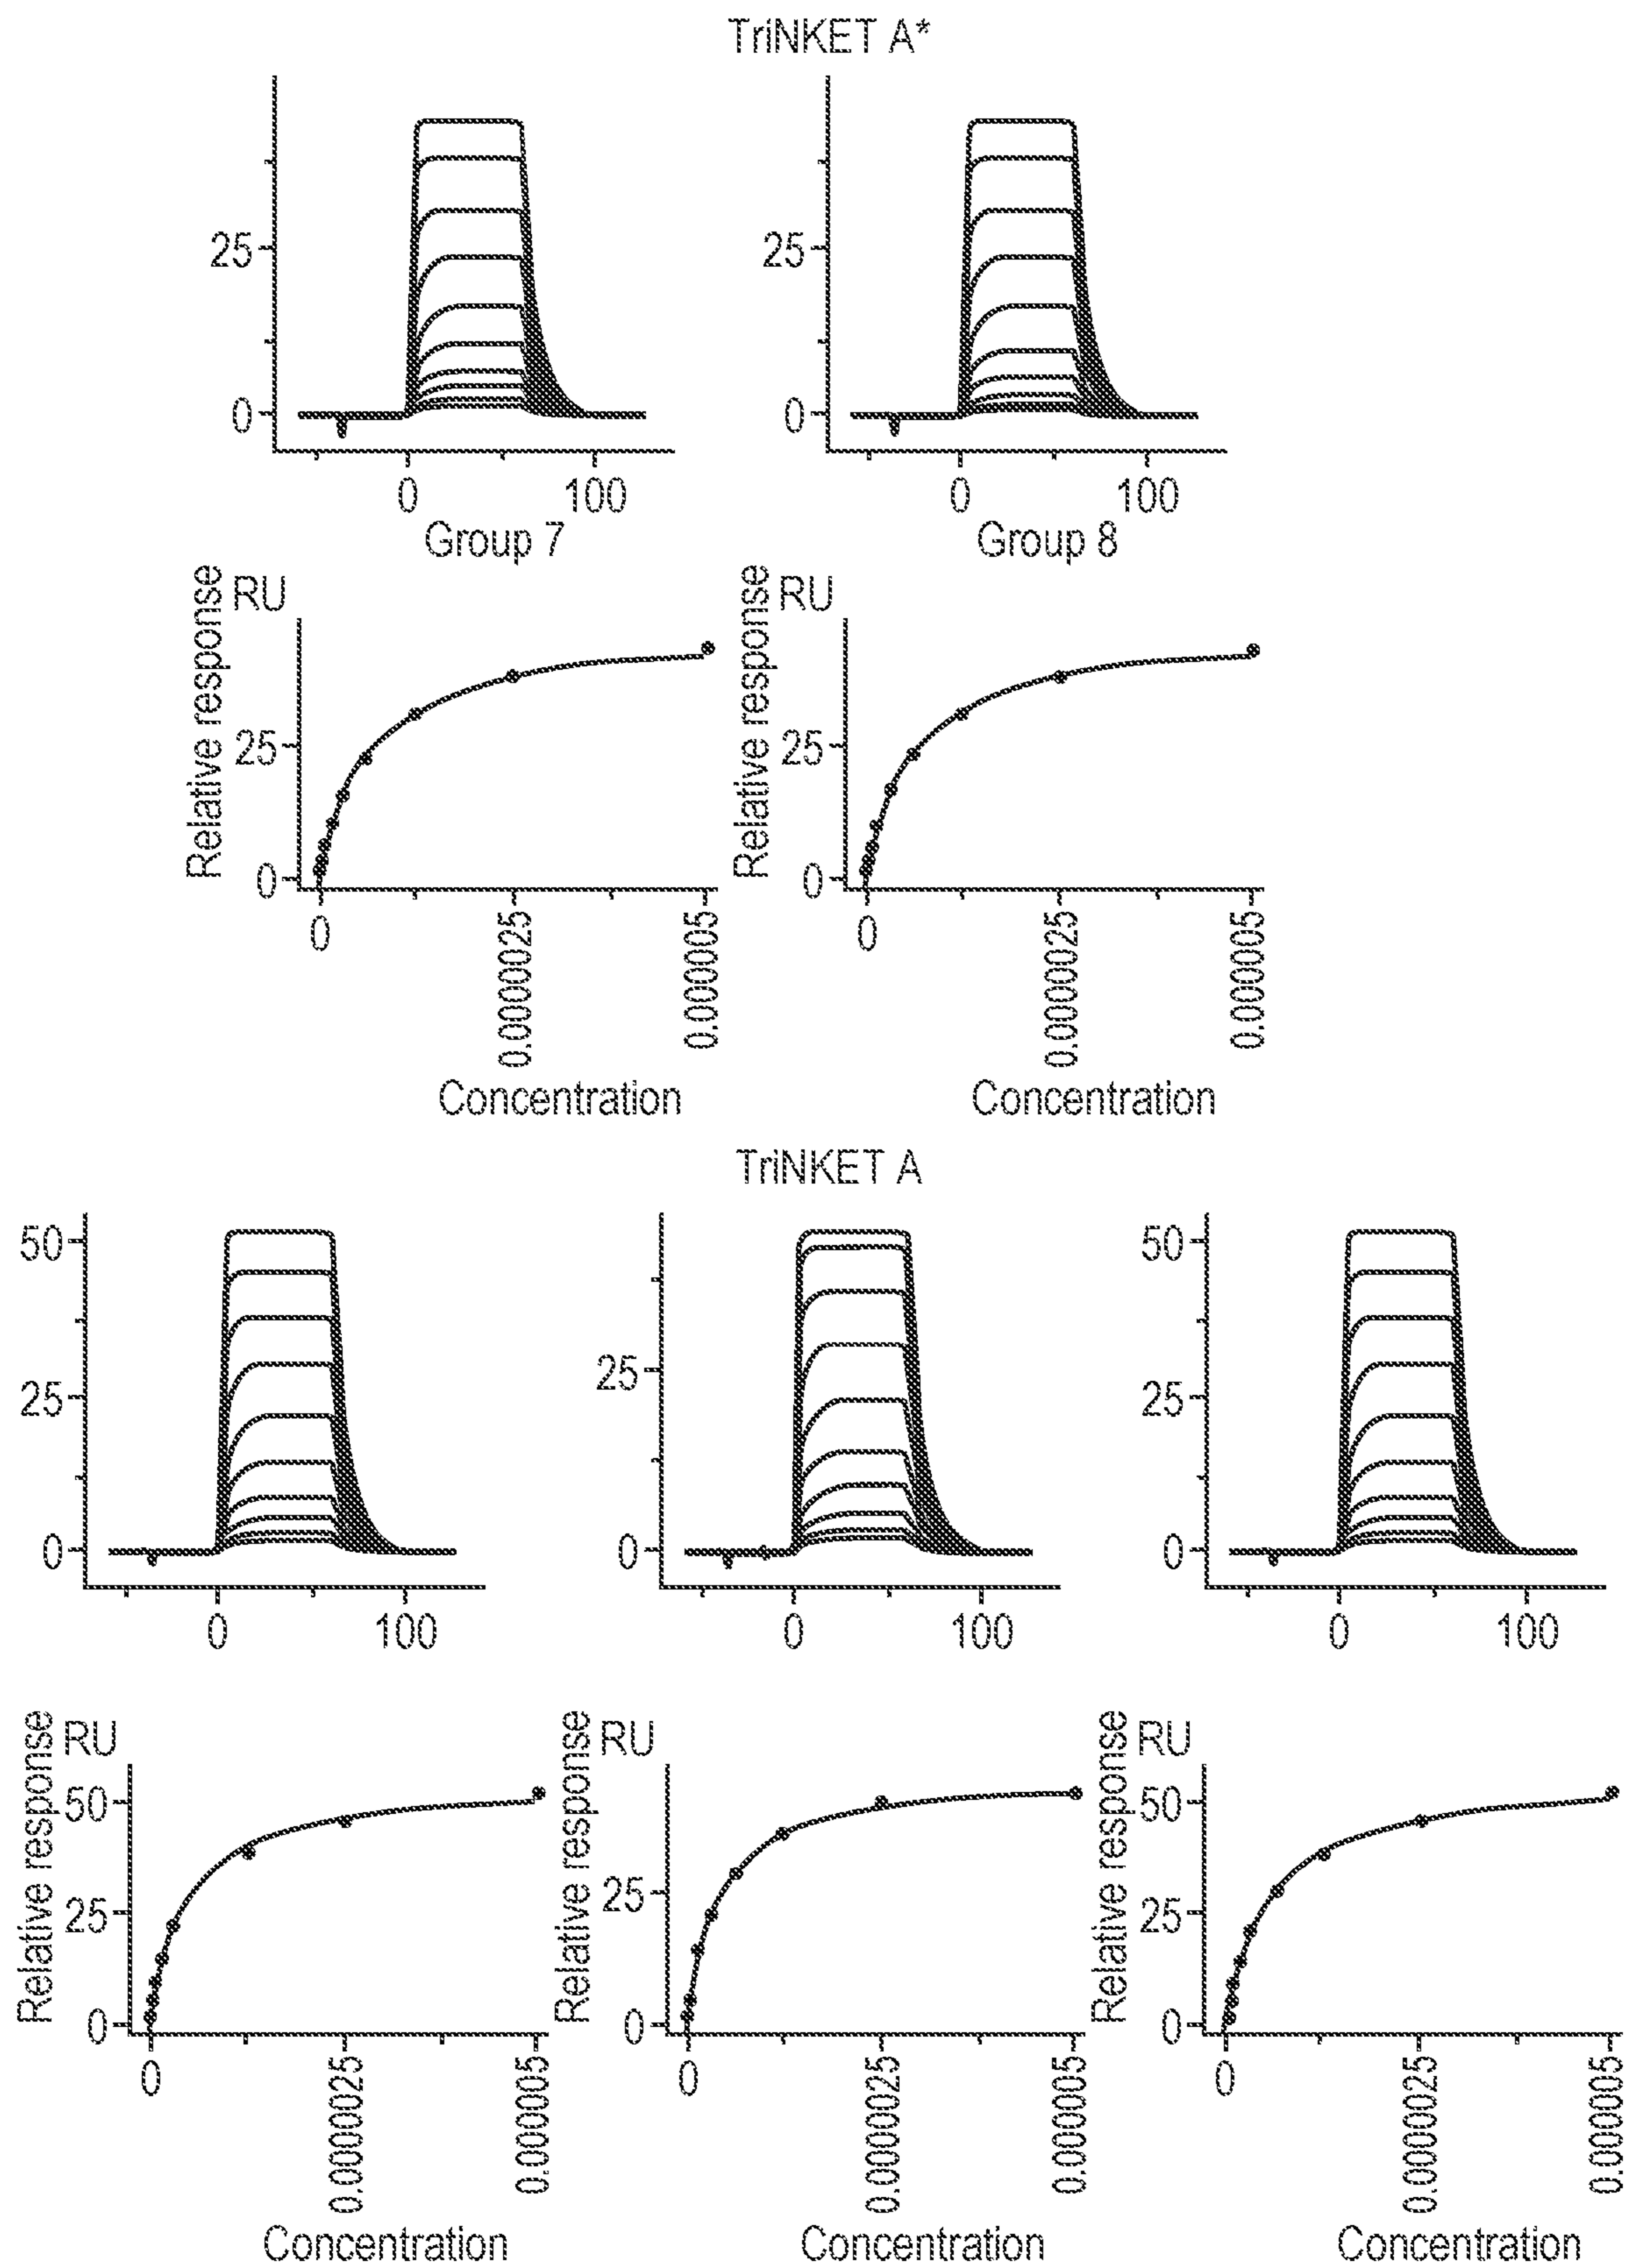 TriNKET A*
25
0
0
100
Group 7
25
0
0
100
Group 8
Relative response
RU
25
0
0
0.0000025
0.000005
Concentration
Relative response
RU
25
0
0
0.0000025
0.000005
Concentration
TriNKET A
50
25
0
0
100
25
0
0
100
50
25
0
0
100
Relative response
RU
50
25
0
0
0.0000025
0.000005
Concentration
Relative response
RU
25
0
0
0.0000025
0.000005
Concentration
Relative response
RU
50
25
0
0
0.0000025
0.000005
Concentration